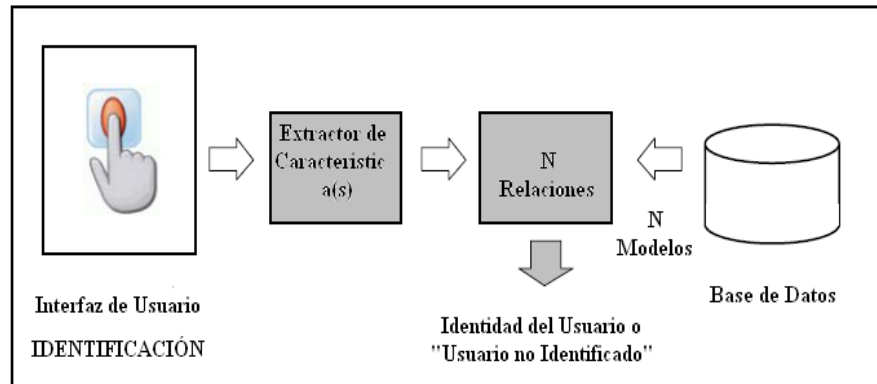 Extractor de
Caracteristic
a(s)
N
Relaciones
N
Modelos
Interfaz de Usuario
IDENTIFICACIÓN
Identidad del Usuario o
"Usuario no Identificado"
Base de Datos